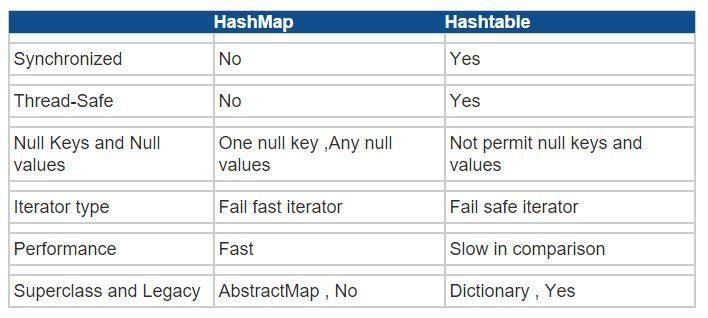 HashMap Hashtable
Synchronized No Yes
Thread-Safe No Yes
Null Keys and Null One null key ,Any null Not permit null keys and
values values values
Iterator type Fail fast iterator Fail safe iterator
Performance Fast Slow in comparison
Superclass and Legacy AbstractMap , No Dictionary , Yes